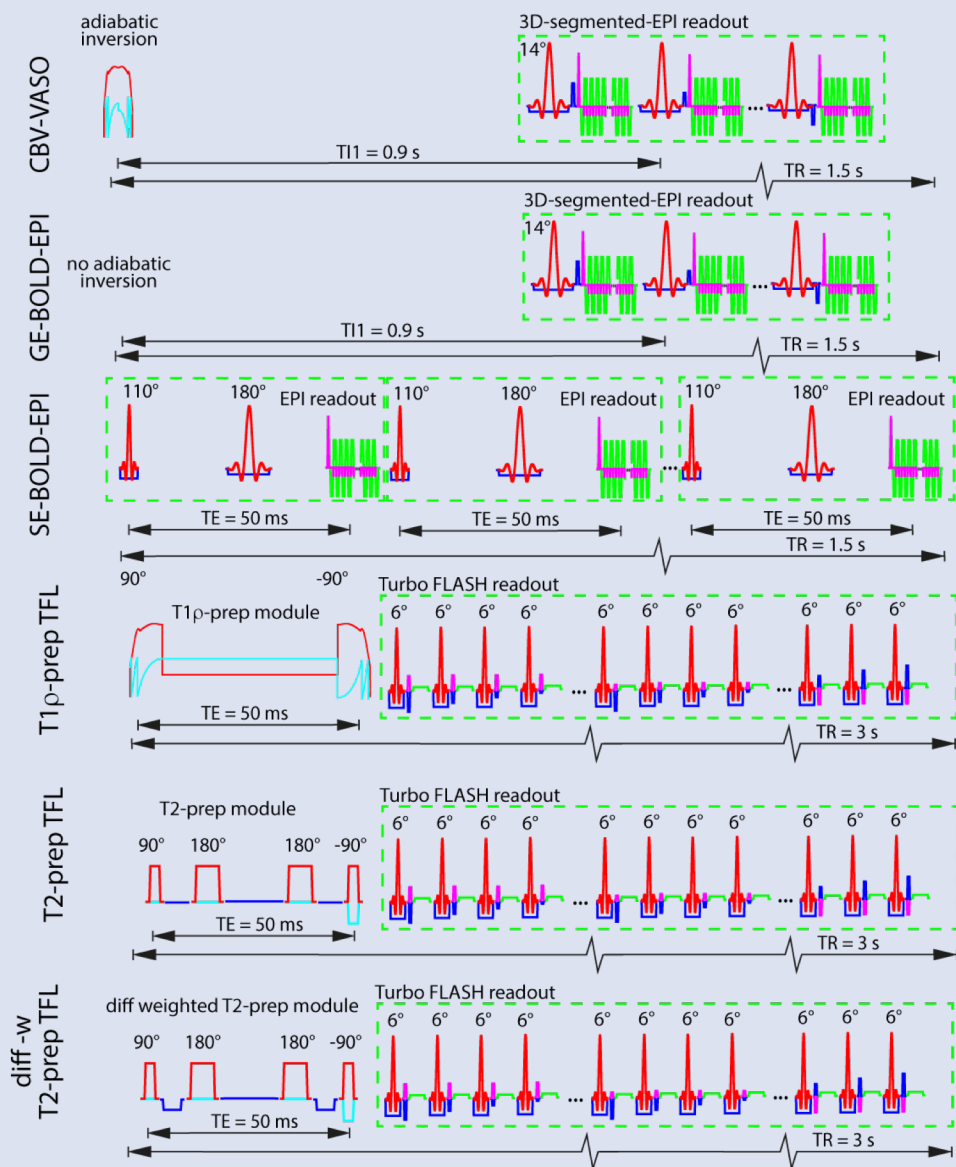 CBV-VASO
adiabatic
inversion
3D-segmented-EPI readout
14°
...
TI1 = 0.9 s
TR = 1.5 s
GE-BOLD-EPI
no adiabatic
inversion
3D-segmented-EPI readout
14°
...
TI1 = 0.9 s
TR = 1.5 s
SE-BOLD-EPI
110° 180° EPI readout
110° 180° EPI readout
...
110° 180° EPI readout
TE = 50 ms TE = 50 ms TE = 50 ms
TR = 1.5 s
T1ρ-prep TFL
90° -90°
T1ρ-prep module
Turbo FLASH readout
6° 6° 6° 6° ... 6° 6° 6° 6° ... 6° 6° 6°
TE = 50 ms
TR = 3 s
T2-prep TFL
T2-prep module
90° 180° 180° -90°
Turbo FLASH readout
6° 6° 6° 6° ... 6° 6° 6° 6° ... 6° 6° 6°
TE = 50 ms
TR = 3 s
diff -w
T2-prep TFL
diff weighted T2-prep module
90° 180° 180° -90°
Turbo FLASH readout
6° 6° 6° 6° ... 6° 6° 6° 6° ... 6° 6° 6°
TE = 50 ms
TR = 3 s